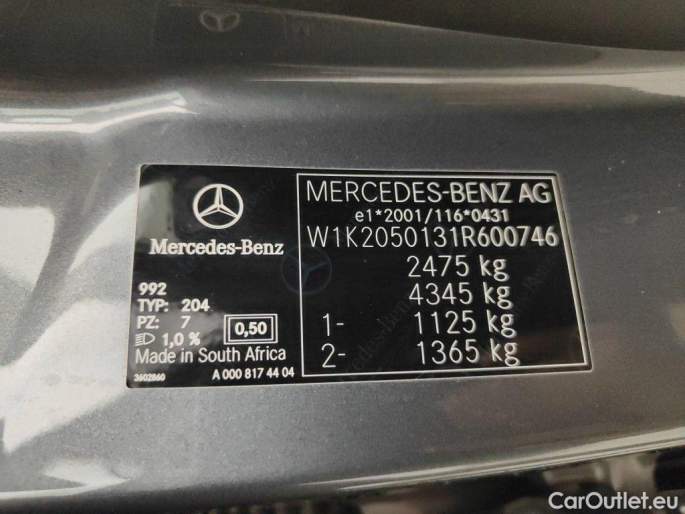 Mercedes-Benz
992
TYP: 204
PZ: 7
1,0 %
0,50
Made in South Africa
3602860
A 000 817 44 04
MERCEDES-BENZ AG
e1*2001/116*0431
W1K2050131R600746
2475 kg
4345 kg
1- 1125 kg
2- 1365 kg
CarOutlet.eu